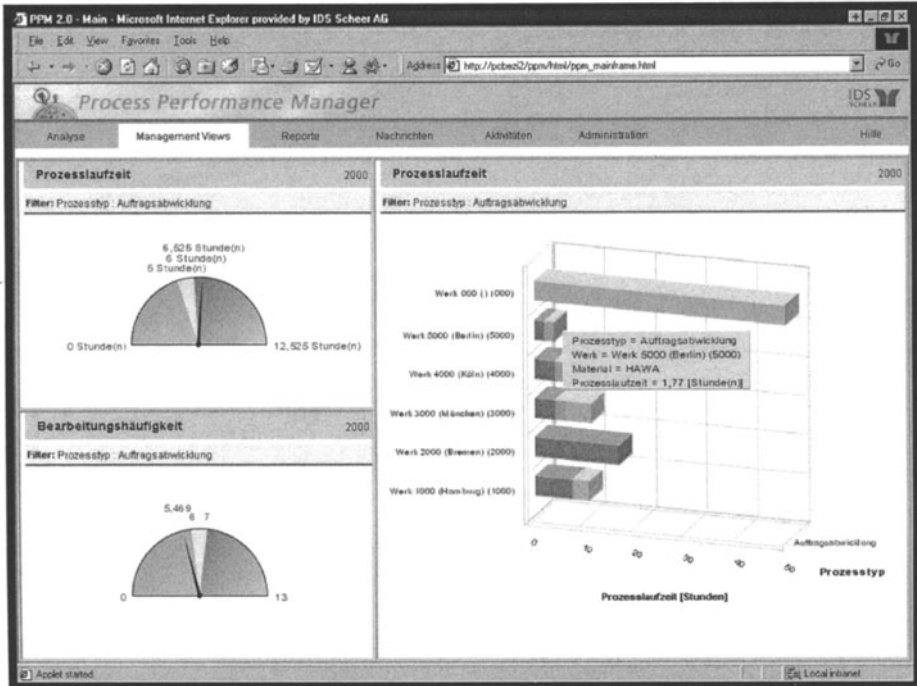 PPM 2.0 - Main - Microsoft Internet Explorer provided by IDS Scheer AG
File Edit View Favorites Tools Help
Address http://pcbezi2/ppm/html/ppm_mainframe.html Go
Process Performance Manager
IDS
SCHEER
Analyse Management Views Reporte Nachrichten Aktivitäten Administration Hilfe
Prozesslaufzeit 2000
Filter: Prozesstyp : Auftragsabwicklung
6,525 Stunde(n)
6 Stunde(n)
5 Stunde(n)
0 Stunde(n)
12,525 Stunde(n)
Bearbeitungshäufigkeit 2000
Filter: Prozesstyp : Auftragsabwicklung
5,469
6 7
0 13
Prozesslaufzeit 2000
Filter: Prozesstyp : Auftragsabwicklung
Werk 000 () (000)
Werk 5000 (Berlin) (5000)
Werk 4000 (Köln) (4000)
Werk 3000 (München) (3000)
Werk 2000 (Bremen) (2000)
Werk 1000 (Hamburg) (1000)
Prozesstyp = Auftragsabwicklung
Werk = Werk 5000 (Berlin) (5000)
Material = HAWA
Prozesslaufzeit = 1,77 [Stunde(n)]
0 10 20 30 40 50
Auftragsabwicklung
Prozesstyp
Prozesslaufzeit [Stunden]
Applet started
Local intranet